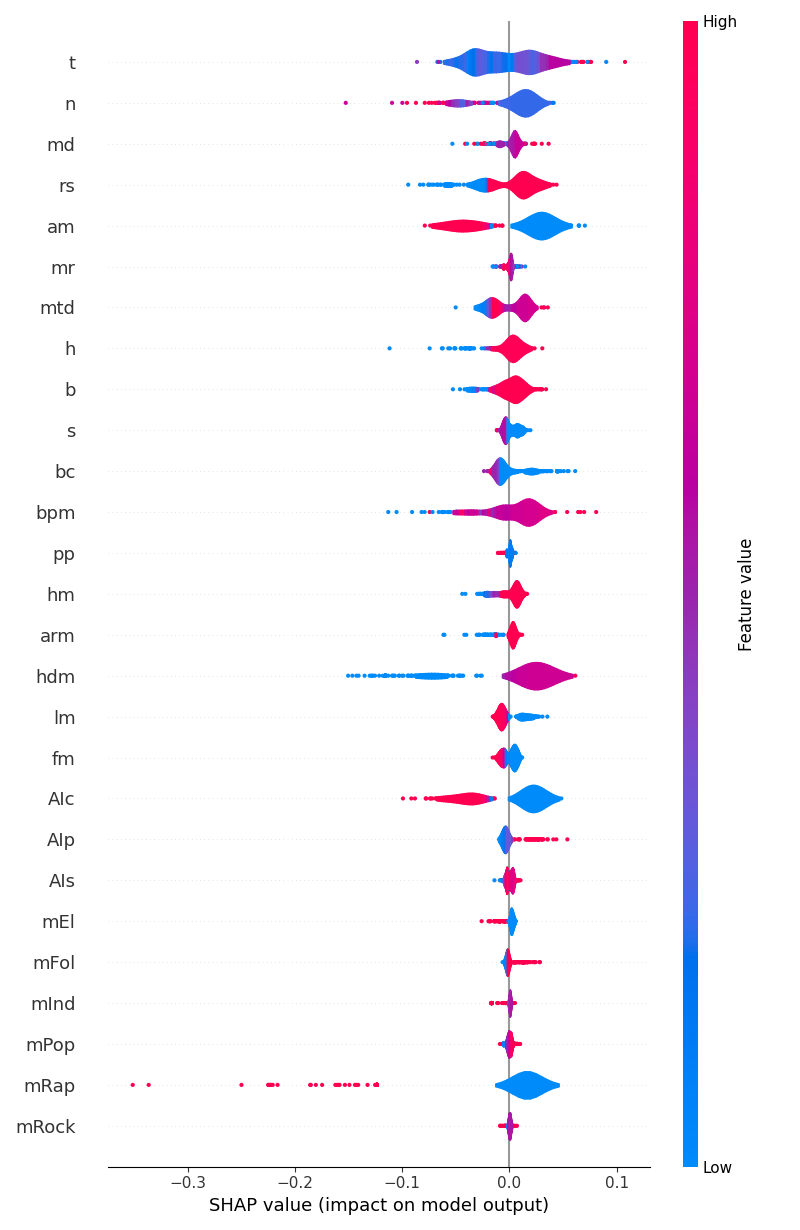 High
t
n
md
rs
am
mr
mtd
h
b
s
bc
bpm
pp
hm
arm
hdm
lm
fm
AIc
AIp
AIs
mEl
mFol
mInd
mPop
mRap
mRock
Feature value
Low
−0.3 −0.2 −0.1 0.0 0.1
SHAP value (impact on model output)